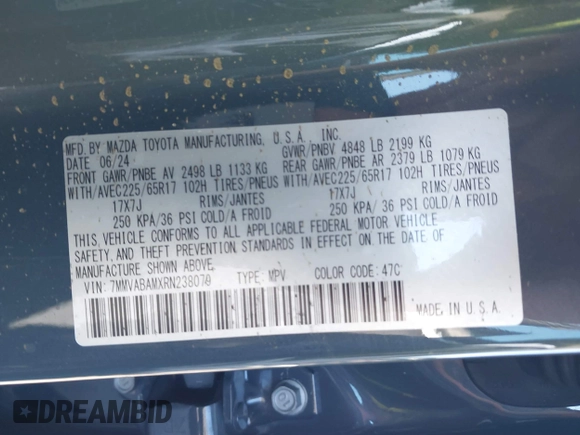 MFD. BY MAZDA TOYOTA MANUFACTURING, U.S.A., INC.
DATE 06/24 GVWR/PNBV 4848 LB 2199 KG
FRONT GAWR/PNBE AV 2498 LB 1133 KG REAR GAWR/PNBE AR 2379 LB 1079 KG
WITH/AVEC225/65R17 102H TIRES/PNEUS WITH/AVEC225/65R17 102H TIRES/PNEUS
17X7J RIMS/JANTES 17X7J RIMS/JANTES
250 KPA/36 PSI COLD/A FROID 250 KPA/36 PSI COLD/A FROID
THIS VEHICLE CONFORMS TO ALL APPLICABLE FEDERAL MOTOR VEHICLE
SAFETY, AND THEFT PREVENTION STANDARDS IN EFFECT ON THE DATE OF
MANUFACTURE SHOWN ABOVE.
VIN: 7MMVABAMXRN238070 TYPE: MPV COLOR CODE: 47C
MADE IN U.S.A.
DREAMBID